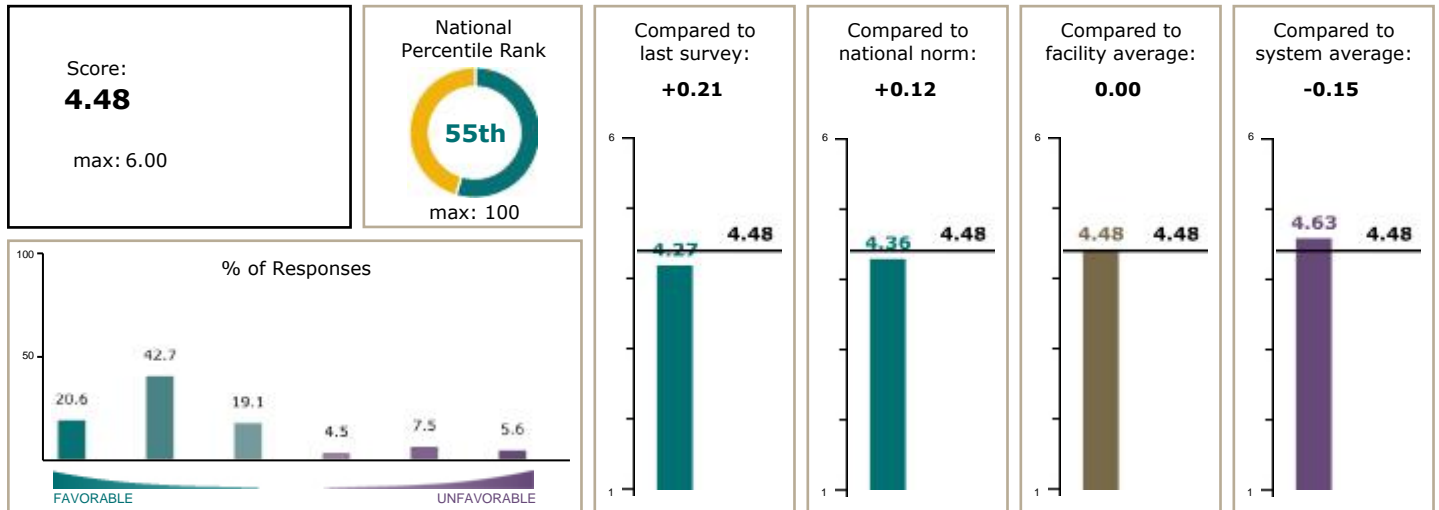 Score:
4.48
max: 6.00
National
Percentile Rank
55th
max: 100
Compared to
last survey:
+0.21
6
4.27
4.48
1
Compared to
national norm:
+0.12
6
4.36
4.48
1
Compared to
facility average:
0.00
6
4.48
4.48
1
Compared to
system average:
-0.15
6
4.63
4.48
1
% of Responses
100
50
20.6
42.7
19.1
4.5
7.5
5.6
FAVORABLE
UNFAVORABLE